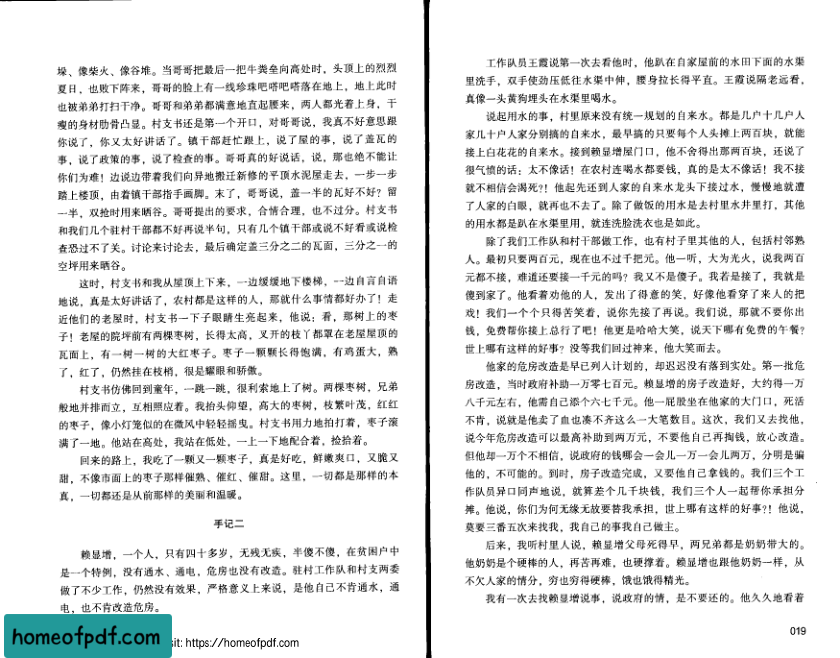 垛、像柴火、像谷堆。当哥哥把最后一把牛粪垒向高处时，头顶上的烈烈
夏日，也败下阵来，哥哥的脸上有一线珍珠吧嗒吧嗒落在地上，地上此时
也被弟弟打扫干净。哥哥和弟弟都满意地直起腰来，两人都光着上身，干
瘦的身材肋骨凸显。村支书还是第一个开口，对哥哥说，我真不好意思跟
你说了，你又太好讲话了。镇干部赶忙跟上，说了屋的事，说了盖瓦的
事，说了政策的事，说了检查的事。哥哥真的好说话，说，那也绝不能让
你们为难！边说边带着我们向异地搬迁新修的平顶水泥屋走去，一步一步
踏上楼顶，由着镇干部指手画脚。末了，哥哥说，盖一半的瓦好不好？留
一半，双抢时用来晒谷。哥哥提出的要求，合情合理，也不过分。村支书
和我们几个驻村干部都不好再说半句，只有几个镇干部或说不好看或说检
查恐过不了关。讨论来讨论去，最后确定盖三分之二的瓦面，三分之一的
空坪用来晒谷。
这时，村支书和我从屋顶上下来，一边缓缓地下楼梯，一边自言自语
地说，真是太好讲话了，农村都是这样的人，那就什么事情都好办了！走
近他们的老屋时，村支书一下子眼睛生亮起来，他说：看，那树上的枣
子！老屋的院坪前有两棵枣树，长得太高，叉开的枝丫都罩在老屋屋顶的
瓦面上，有一树一树的大红枣子。枣子一颗颗长得饱满，有鸡蛋大，熟
了，红了，仍然挂在枝梢，很是耀眼和骄傲。
村支书仿佛回到童年，一跳一跳，很利索地上了树。两棵枣树，兄弟
般地并排而立，互相照应着。我抬头仰望，高大的枣树，枝繁叶茂，红红
的枣子，像小灯笼似的在微风中轻轻摇曳。村支书用力地拍打着，枣子滚
满了一地。他站在高处，我站在低处，一上一下地配合着，捡拾着。
回来的路上，我吃了一颗又一颗枣子，真是好吃，鲜嫩爽口，又脆又
甜，不像市面上的枣子那样催熟、催红、催甜。这里，一切都是那样的本
真，一切都还是从前那样的美丽和温暖。
手记二
赖显增，一个人，只有四十多岁，无残无疾，半傻不傻，在贫困户中
是一个特例，没有通水、通电，危房也没有改造。驻村工作队和村支两委
做了不少工作，仍然没有效果，严格意义上来说，是他自己不肯通水，通
电，也不肯改造危房。
homeofpdf.com
sit: https://homeofpdf.com
工作队员王霞说第一次去看他时，他趴在自家屋前的水田下面的水渠
里洗手，双手使劲压低往水渠中伸，腰身拉长得平直。王霞说隔老远看，
真像一头黄狗埋头在水渠里喝水。
说起用水的事，村里原来没有统一规划的自来水。都是几户十几户人
家几十户人家分别搞的自来水，最早搞的只要每个人头摊上两百块，就能
接上白花花的自来水。接到赖显增屋门口，他不舍得出那两百块，还说了
很气愤的话：太不像话！在农村连喝水都要钱，真的是太不像话！我不接
就不相信会渴死？！他起先还到人家的自来水龙头下接过水，慢慢地就遭
了人家的白眼，就再也不去了。除了做饭的用水是去村里水井里打，其他
的用水都是趴在水渠里用，就连洗脸洗衣也是如此。
除了我们工作队和村干部做工作，也有村子里其他的人，包括村邻熟
人。最初只要两百元，现在也不过千把元。他一听，大为光火，说我两百
元都不接，难道还要接一千元的吗？我又不是傻子。我若是接了，我就是
傻到家了。他看着劝他的人，发出了得意的笑，好像他看穿了来人的把
戏！我们一个个只得苦笑着，说你先接了再说。我们说，那就不要你出
钱，免费帮你接上总行了吧！他更是哈哈大笑，说天下哪有免费的午餐？
世上哪有这样的好事？没等我们回过神来，他大笑而去。
他家的危房改造是早已列入计划的，却迟迟没有落到实处。第一批危
房改造，当时政府补助一万零七百元。赖显增的房子改造好，大约得一万
八千元左右，他需自己添个六七千元。他一屁股坐在他家的大门口，死活
不肯，说就是他卖了血也凑不齐这么一大笔数目。这次，我们又去找他，
说今年危房改造可以最高补助到两万元，不要他自己再掏钱，放心改造。
但他却一万个不相信，说政府的钱哪会一会儿一万一会儿两万，分明是骗
他的，不可能的。到时，房子改造完成，又要他自己拿钱的。我们三个工
作队员异口同声地说，就算差个几千块钱，我们三个人一起帮你承担分
摊。他说，你们为何无缘无故要替我承担，世上哪有这样的好事？！他说，
莫要三番五次来找我，我自己的事我自己做主。
后来，我听村里人说，赖显增父母死得早，两兄弟都是奶奶带大的。
他奶奶是个硬棒的人，再苦再难，也硬撑着。赖显增也跟他奶奶一样，从
不欠人家的情分，穷也穷得硬棒，饿也饿得精光。
我有一次去找赖显增说事，说政府的情，是不要还的。他久久地看着
019